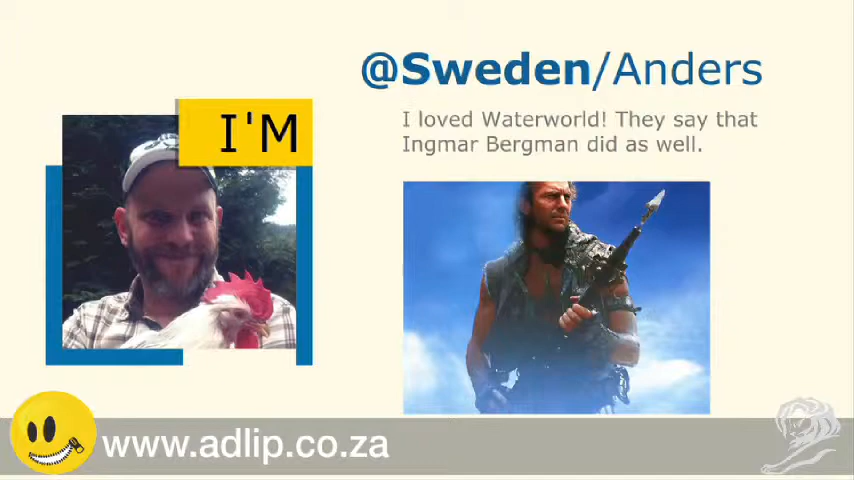 @Sweden/Anders
I'M
I loved Waterworld! They say that
Ingmar Bergman did as well.
www.adlip.co.za